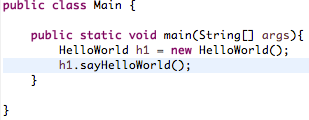 public class Main {
public static void main(String[] args){
HelloWorld h1 = new HelloWorld();
h1.sayHelloWorld();
}
}